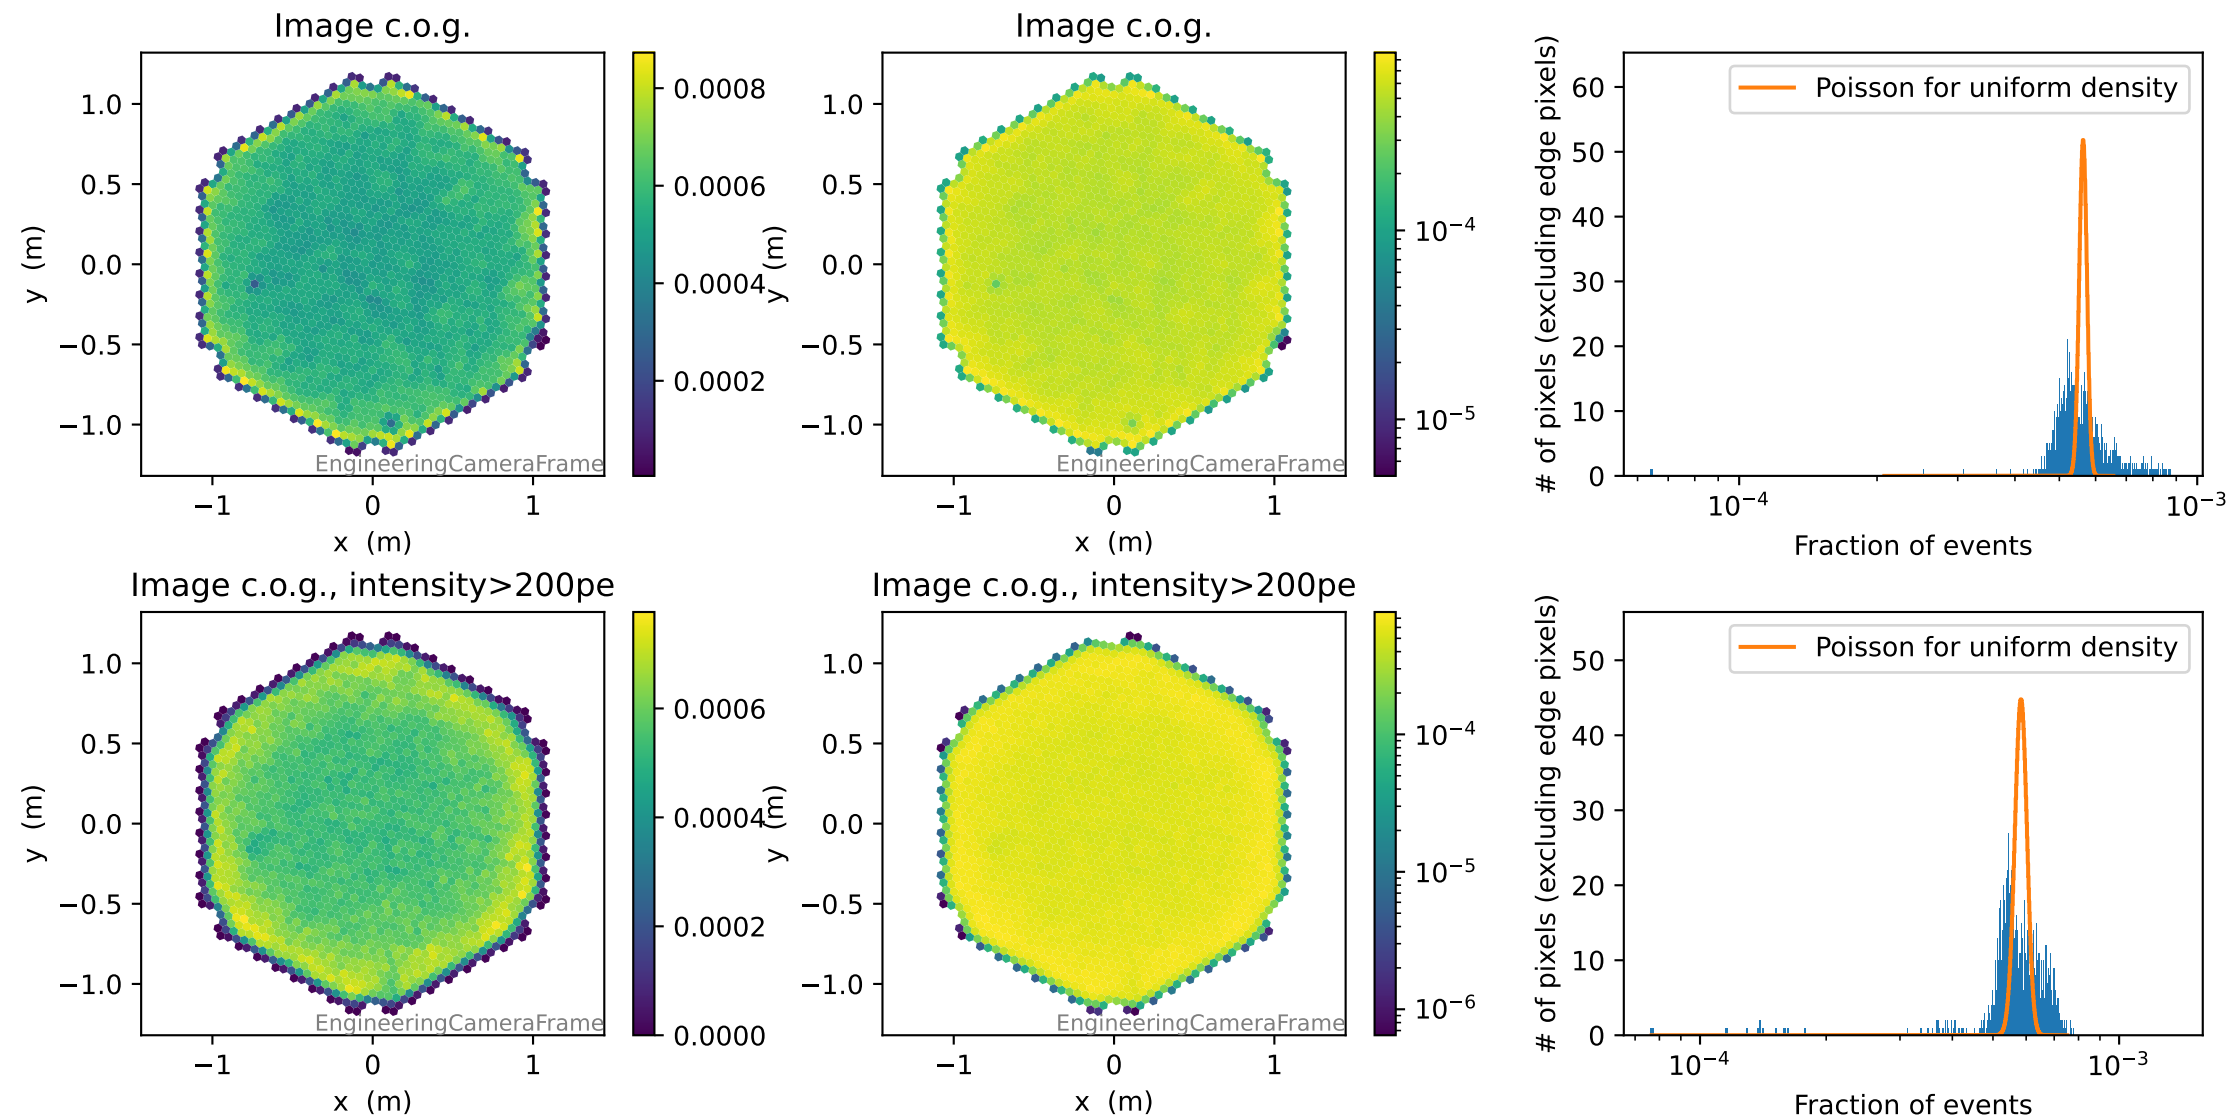 Image c.o.g.
1.0
0.5
0.0
−0.5
−1.0
y (m)
−1
0
1
x (m)
EngineeringCameraFrame
0.0008
0.0006
0.0004
0.0002
Image c.o.g.
1.0
0.5
0.0
−0.5
−1.0
y (m)
−1
0
1
x (m)
EngineeringCameraFrame
10⁻⁴
10⁻⁵
# of pixels (excluding edge pixels)
60
50
40
30
20
10
0
Poisson for uniform density
10⁻⁴
10⁻³
Fraction of events
Image c.o.g., intensity>200pe
1.0
0.5
0.0
−0.5
−1.0
y (m)
−1
0
1
x (m)
EngineeringCameraFrame
0.0006
0.0004
0.0002
0.0000
Image c.o.g., intensity>200pe
1.0
0.5
0.0
−0.5
−1.0
y (m)
−1
0
1
x (m)
EngineeringCameraFrame
10⁻⁴
10⁻⁵
10⁻⁶
# of pixels (excluding edge pixels)
50
40
30
20
10
0
Poisson for uniform density
10⁻⁴
10⁻³
Fraction of events